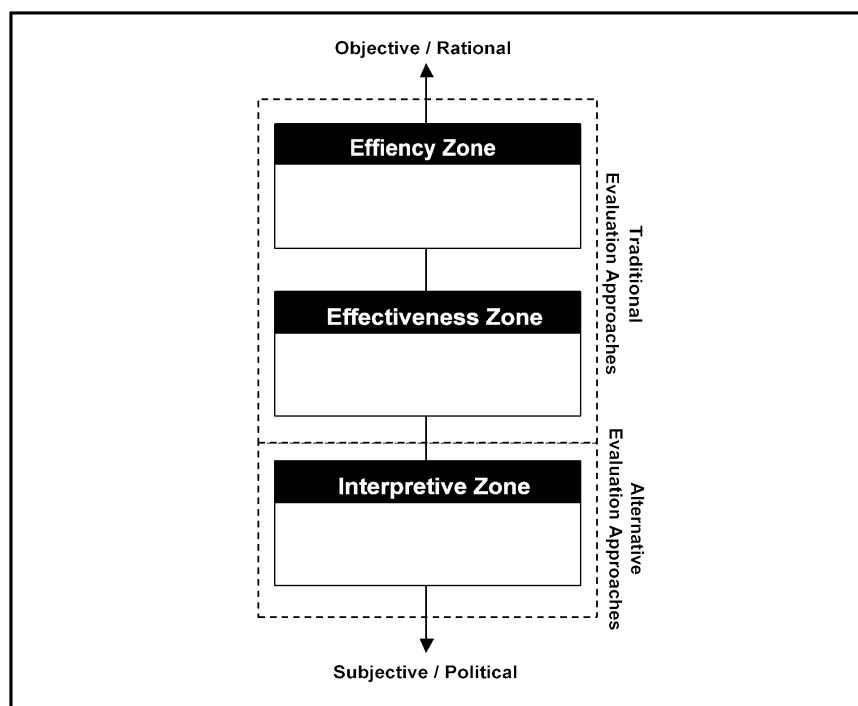 Objective / Rational
Effiency Zone
Traditional
Evaluation Approaches
Effectiveness Zone
Interpretive Zone
Alternative
Evaluation Approaches
Subjective / Political